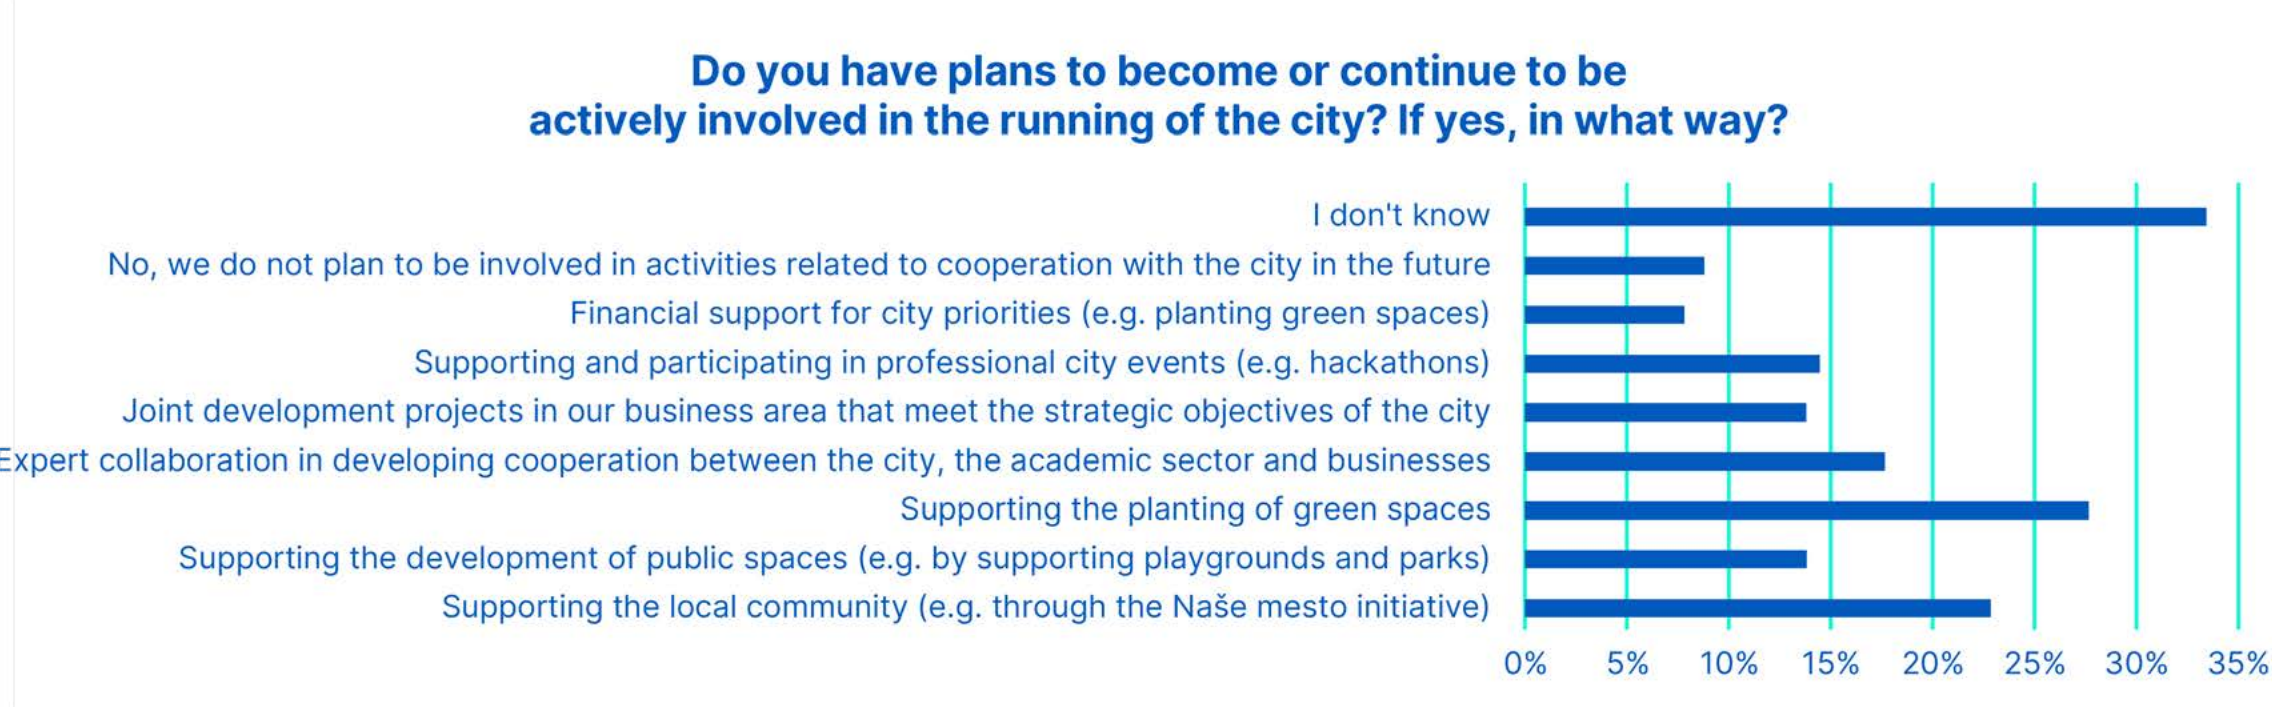 Do you have plans to become or continue to be
actively involved in the running of the city? If yes, in what way?
I don't know
No, we do not plan to be involved in activities related to cooperation with the city in the future
Financial support for city priorities (e.g. planting green spaces)
Supporting and participating in professional city events (e.g. hackathons)
Joint development projects in our business area that meet the strategic objectives of the city
Expert collaboration in developing cooperation between the city, the academic sector and businesses
Supporting the planting of green spaces
Supporting the development of public spaces (e.g. by supporting playgrounds and parks)
Supporting the local community (e.g. through the Naše mesto initiative)
0% 5% 10% 15% 20% 25% 30% 35%